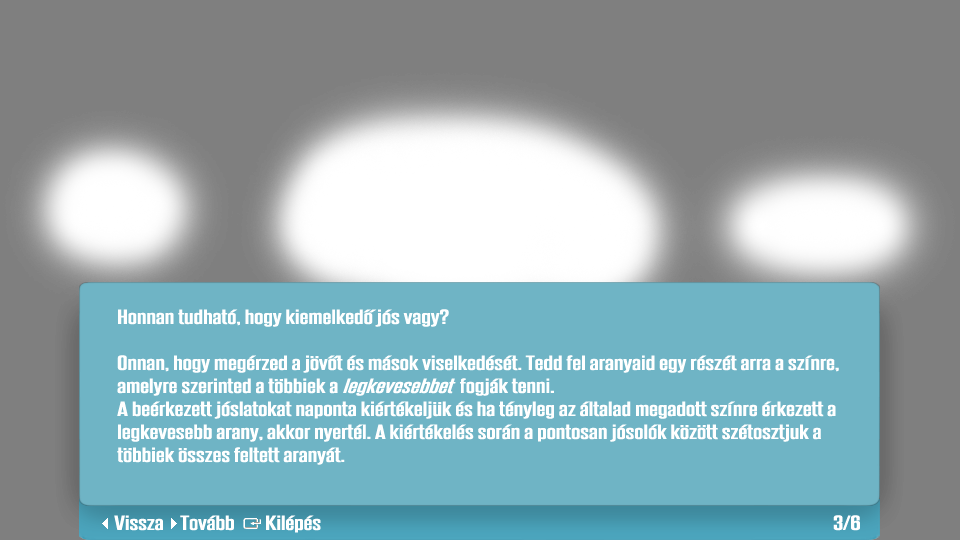 Honnan tudható, hogy kiemelkedő jós vagy?
Onnan, hogy megérzed a jövőt és mások viselkedését. Tedd fel aranyaid egy részét arra a színre,
amelyre szerinted a többiek a legkevesebbet fogják tenni.
A beérkezett jóslatokat naponta kiértékeljük és ha tényleg az általad megadott színre érkezett a
legkevesebb arany, akkor nyertél. A kiértékelés során a pontosan jósolók között szétosztjuk a
többiek összes feltett aranyát.
Vissza Tovább Kilépés 3/6